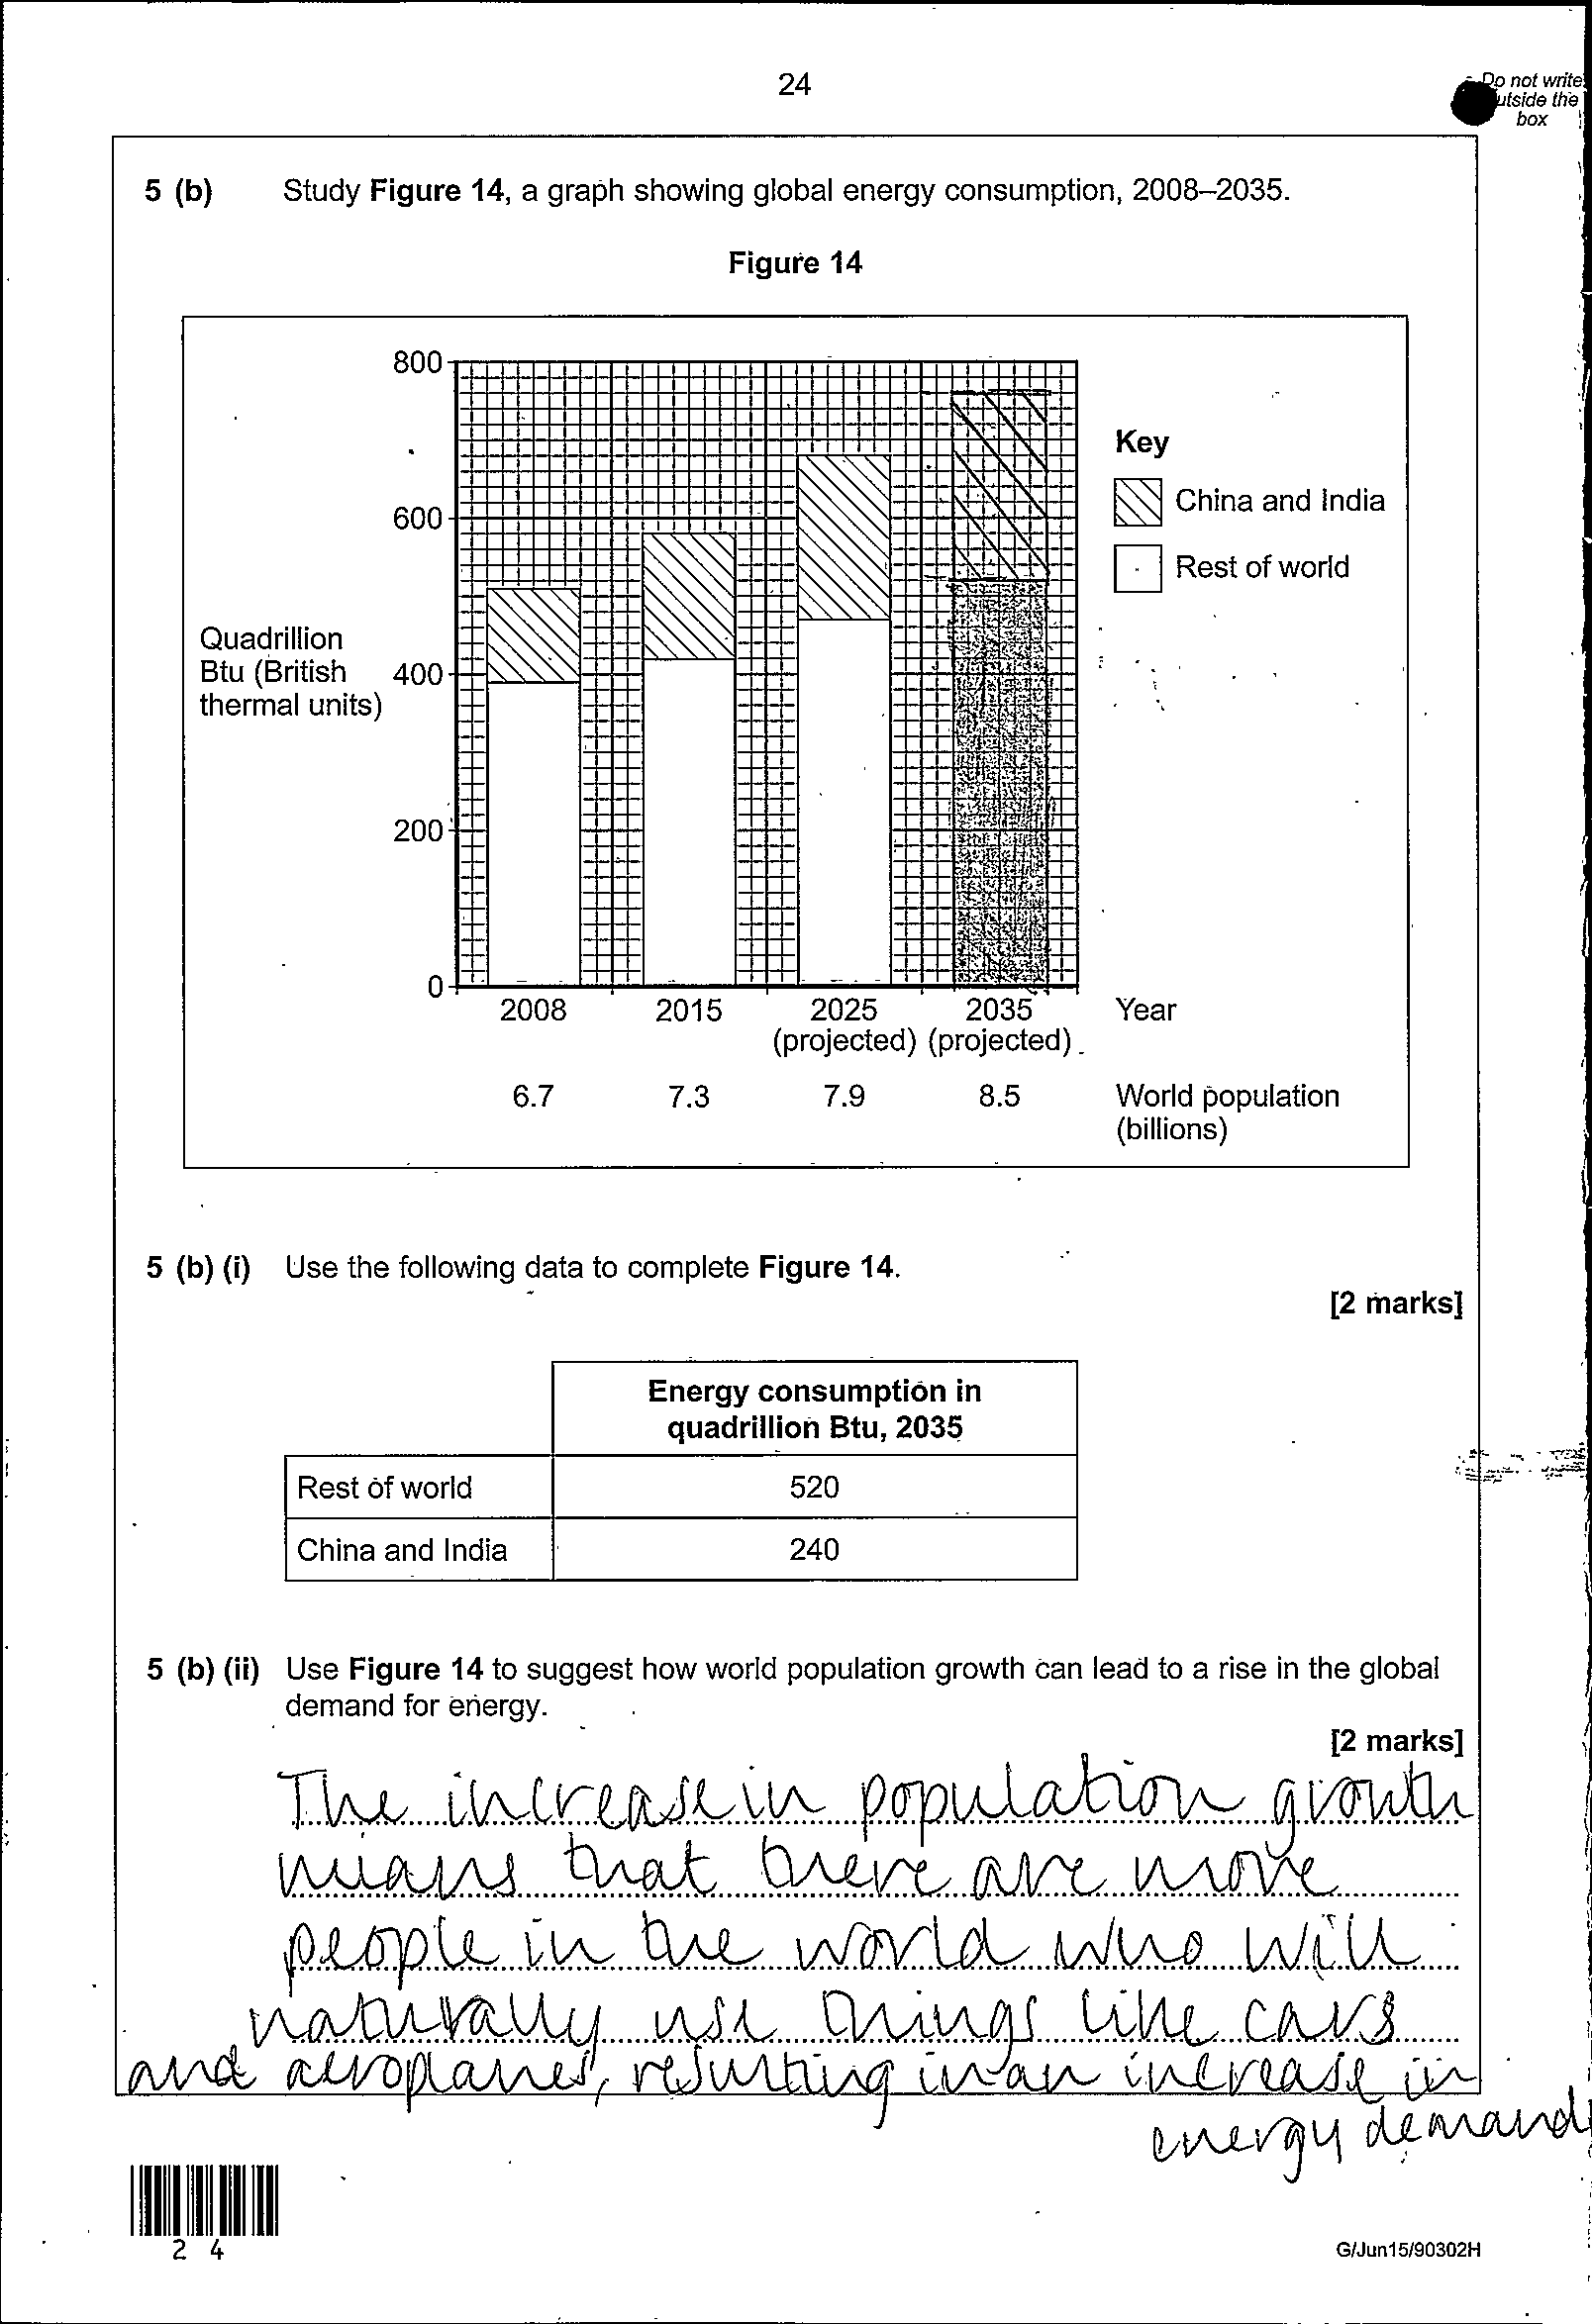 24
Do not write
utside the
box
5 (b) Study Figure 14, a graph showing global energy consumption, 2008–2035.
Figure 14
800
600
400
200
0
Quadrillion
Btu (British
thermal units)
Key
China and India
Rest of world
2008 2015 2025 2035 Year
(projected) (projected)
6.7 7.3 7.9 8.5 World population
(billions)
5 (b) (i) Use the following data to complete Figure 14.
[2 marks]
Energy consumption in
quadrillion Btu, 2035
Rest of world 520
China and India 240
5 (b) (ii) Use Figure 14 to suggest how world population growth can lead to a rise in the global
demand for energy.
[2 marks]
The increase in population growth
means that there are more
people in the world who will
naturally use things like cars
and aeroplanes, resulting in an increase in
energy demand
2 4
G/Jun15/90302H